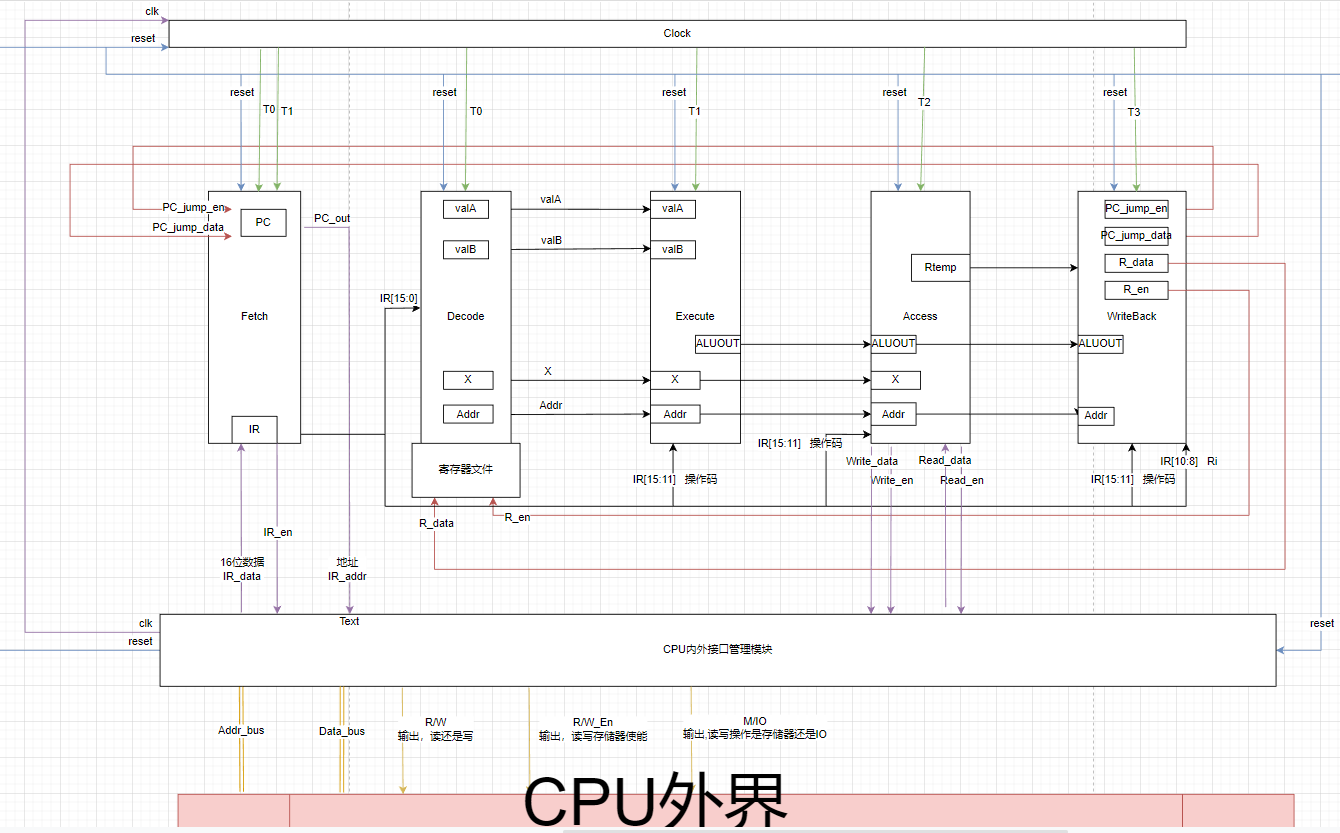 clk
Clock
reset
reset
T0
T1
reset
T0
reset
T1
reset
T2
reset
T3
PC_jump_en
PC_jump_data
PC
PC_out
Fetch
IR
IR[15:0]
valA
valB
Decode
X
Addr
寄存器文件
valA
valB
X
Addr
valA
valB
Execute
ALUOUT
X
Addr
IR[15:11] 操作码
Rtemp
Access
ALUOUT
X
Addr
IR[15:11] 操作码
PC_jump_en
PC_jump_data
R_data
R_en
WriteBack
ALUOUT
Addr
IR[10:8] Ri
IR[15:11] 操作码
Write_data
Write_en
Read_data
Read_en
R_data
R_en
IR_en
16位数据
IR_data
地址
IR_addr
clk
reset
Text
CPU内外接口管理模块
reset
Addr_bus
Data_bus
R/W
输出，读还是写
R/W_En
输出，读写存储器使能
M/IO
输出,读写操作是存储器还是IO
CPU外界